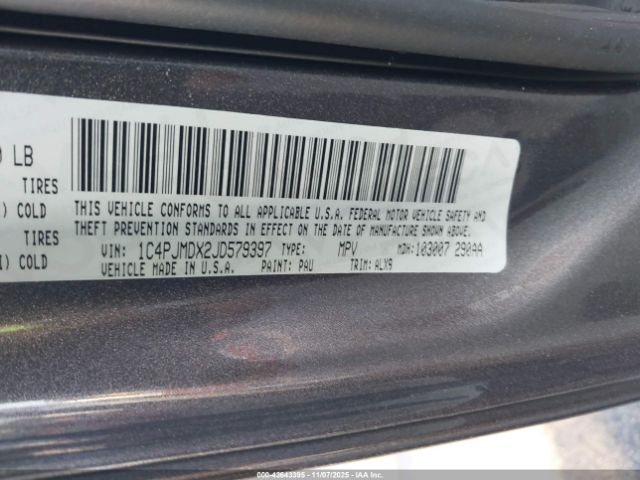 LB
TIRES
) COLD
TIRES
I) COLD
THIS VEHICLE CONFORMS TO ALL APPLICABLE U.S.A. FEDERAL MOTOR VEHICLE SAFETY AND
THEFT PREVENTION STANDARDS IN EFFECT ON THE DATE OF MANUFACTURE SHOWN ABOVE.
VIN: 1C4PJMDX2JD579397 TYPE: MPV MDH:103007 290AA
VEHICLE MADE IN U.S.A. PAINT: PAU TRIM: ALX9
000-43643395 - 11/07/2025 - IAAI.COM